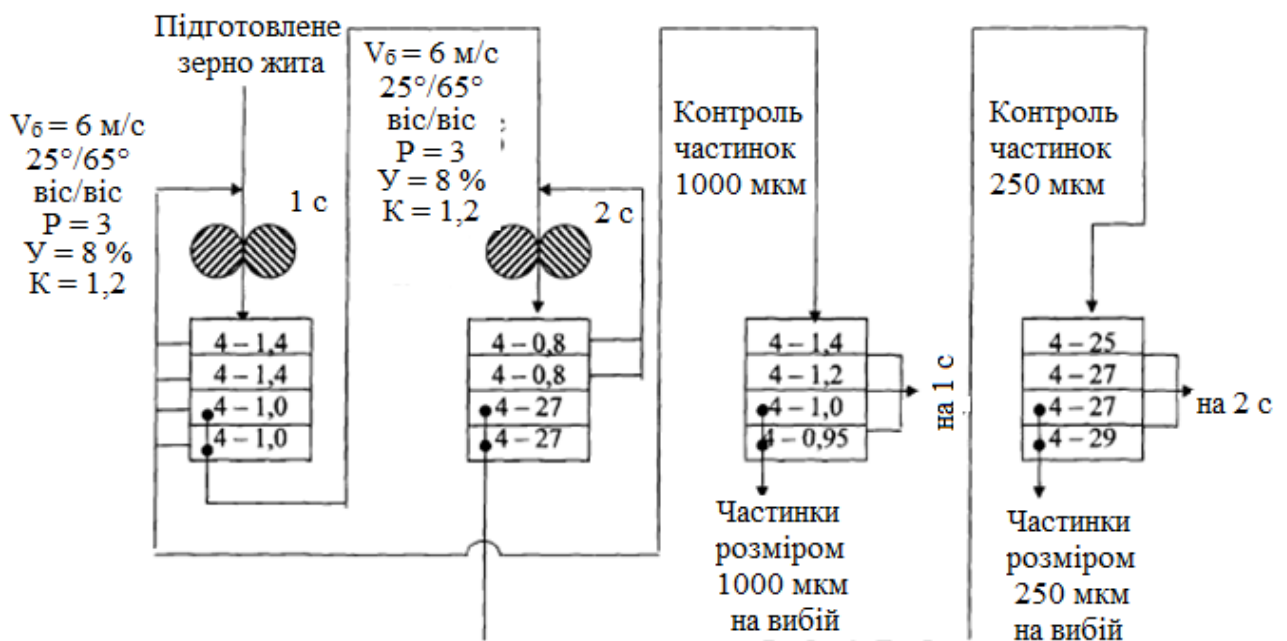 Підготовлене
зерно жита
Vб = 6 м/с
25°/65°
віс/віс
Р = 3
У = 8 %
К = 1,2
1 с
Vб = 6 м/с
25°/65°
віс/віс
Р = 3
У = 8 %
К = 1,2
2 с
Контроль
частинок
1000 мкм
Контроль
частинок
250 мкм
4 – 1,4
4 – 1,4
4 – 1,0
4 – 1,0
4 – 0,8
4 – 0,8
4 – 27
4 – 27
4 – 1,4
4 – 1,2
4 – 1,0
4 – 0,95
на 1 с
4 – 25
4 – 27
4 – 27
4 – 29
на 2 с
Частинки
розміром
1000 мкм
на вибій
Частинки
розміром
250 мкм
на вибій